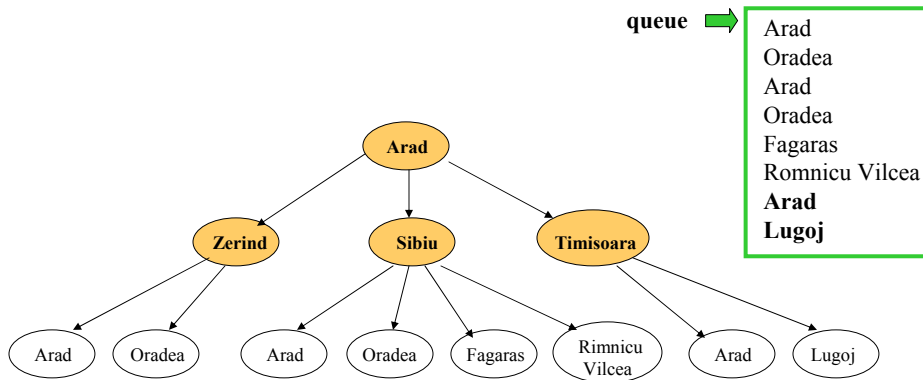 queue
Arad
Oradea
Arad
Oradea
Fagaras
Romnicu Vilcea
Arad
Lugoj
Arad
Zerind
Sibiu
Timisoara
Arad
Oradea
Arad
Oradea
Fagaras
Rimnicu
Vilcea
Arad
Lugoj